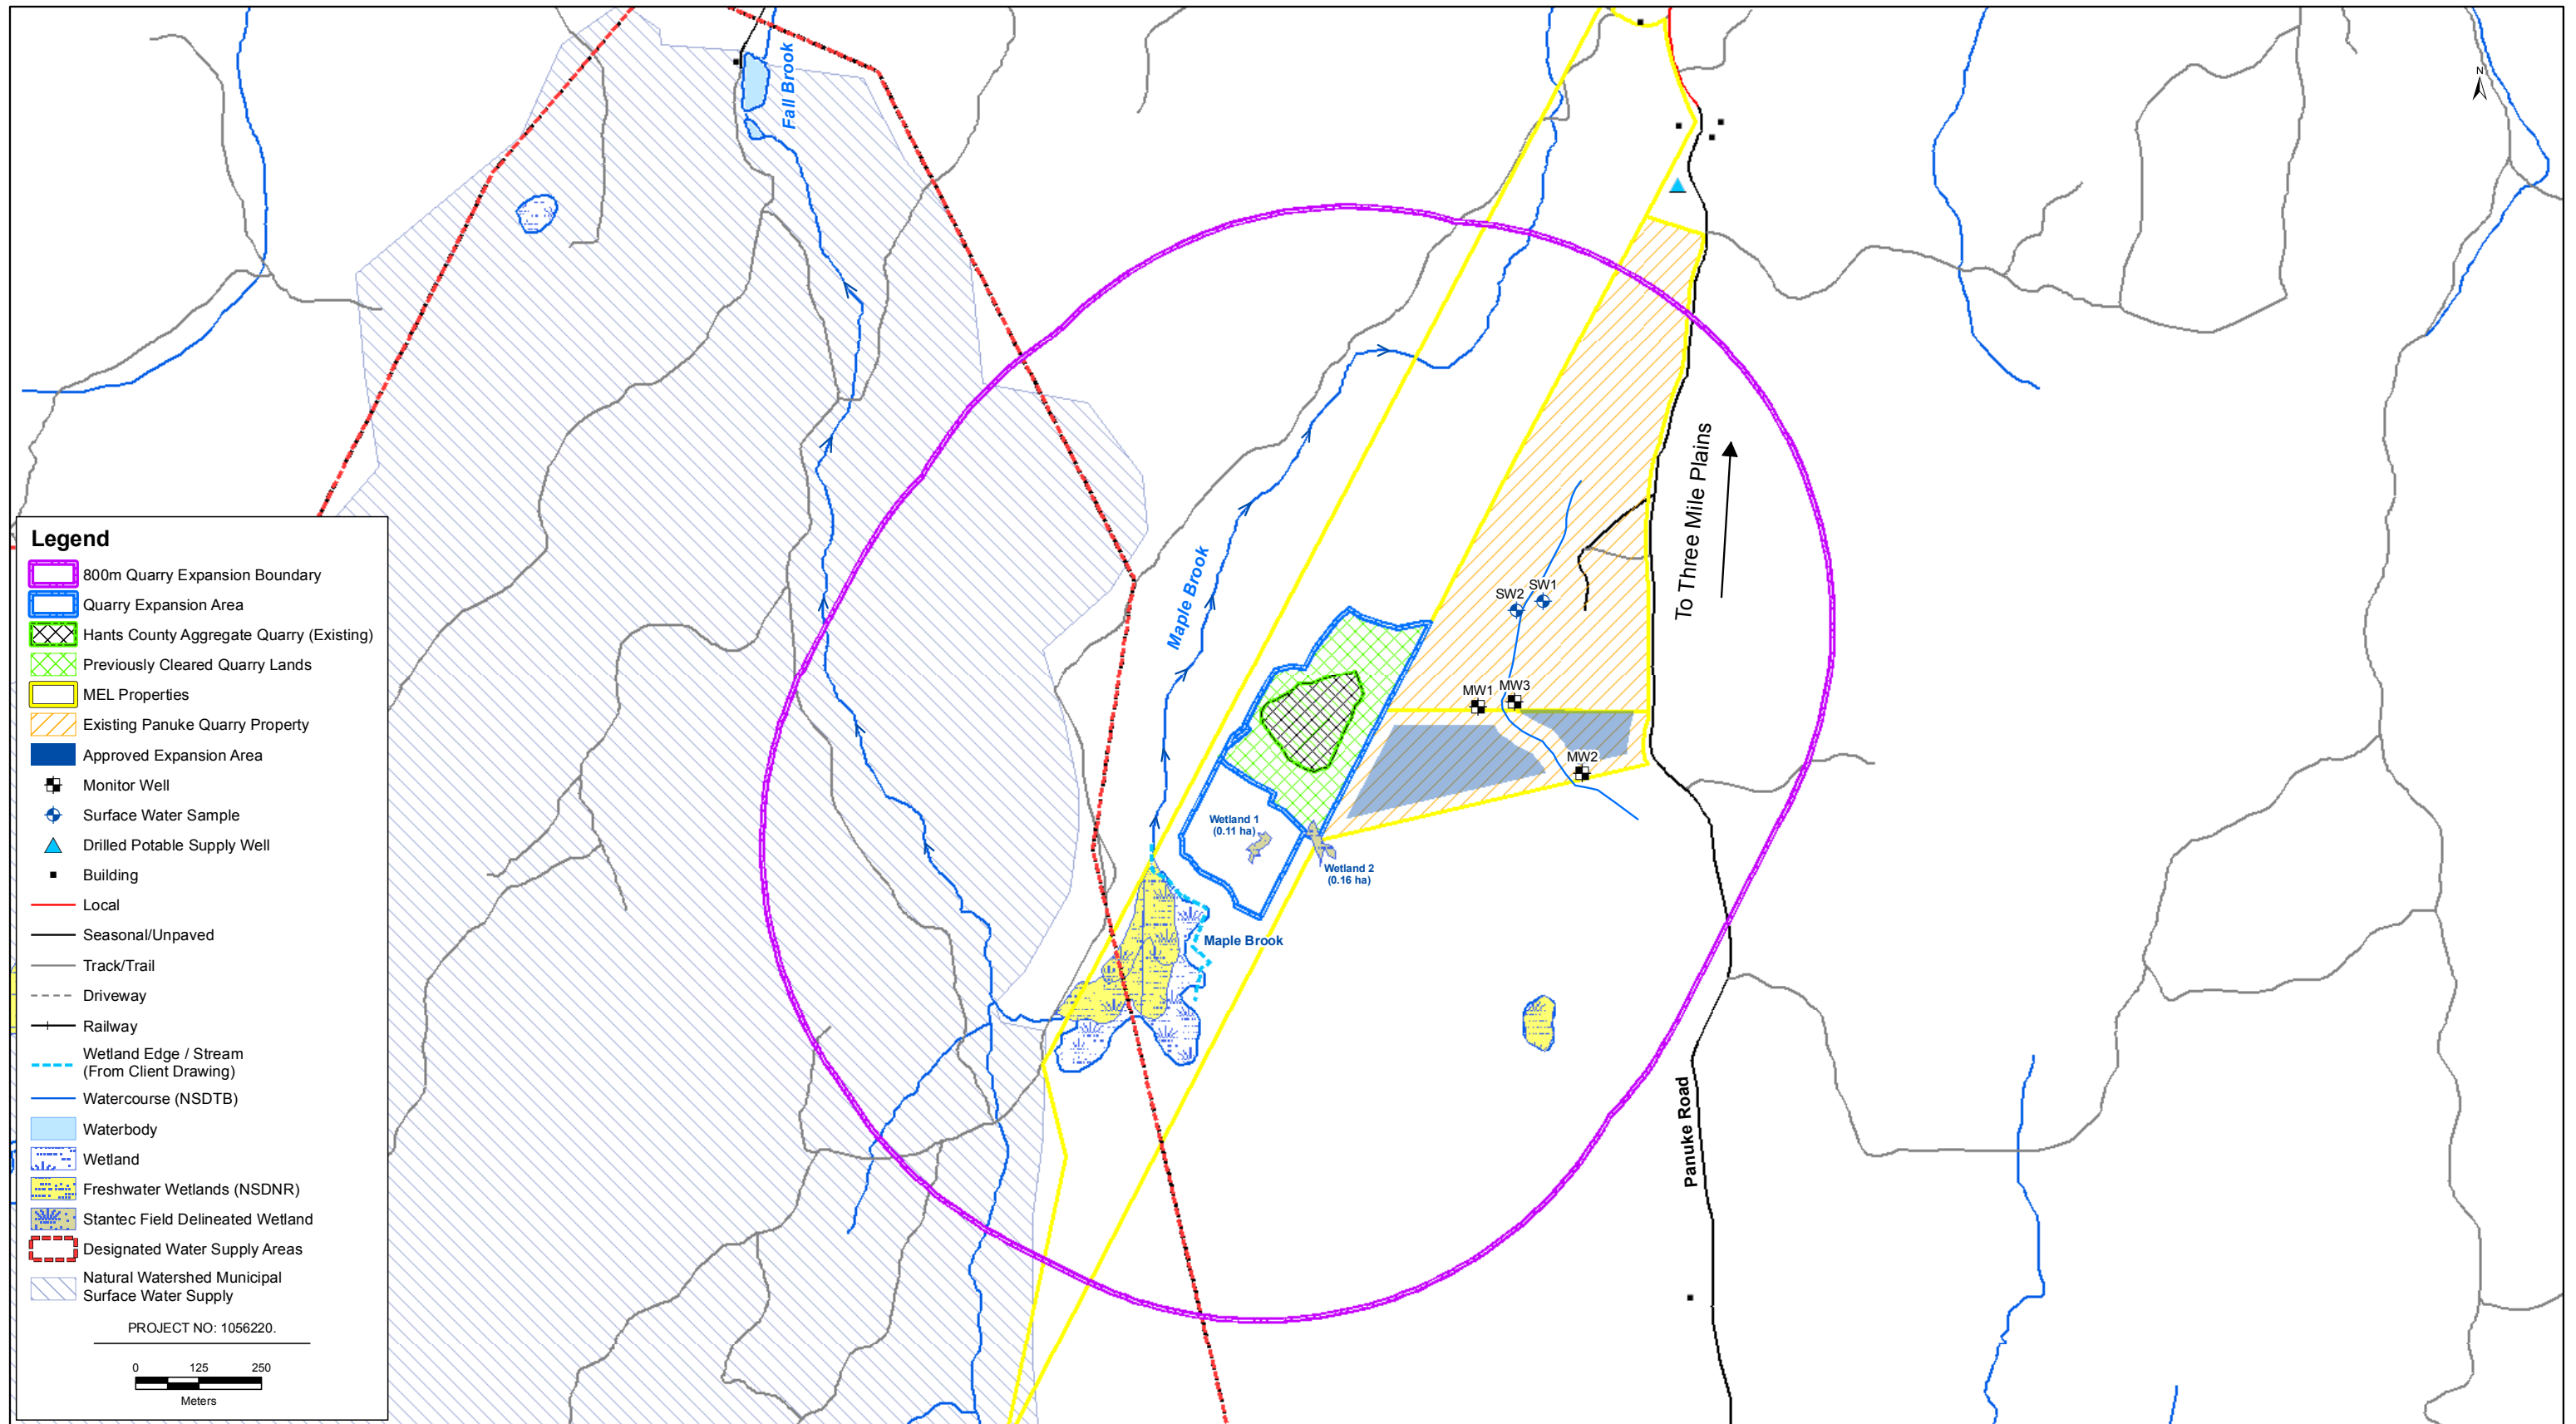 Fall Brook
N
To Three Mile Plains
Maple Brook
SW1
SW2
MW1
MW3
MW2
Wetland 1
(0.11 ha)
Wetland 2
(0.16 ha)
Maple Brook
Panuke Road
Legend
800m Quarry Expansion Boundary
Quarry Expansion Area
Hants County Aggregate Quarry (Existing)
Previously Cleared Quarry Lands
MEL Properties
Existing Panuke Quarry Property
Approved Expansion Area
Monitor Well
Surface Water Sample
Drilled Potable Supply Well
Building
Local
Seasonal/Unpaved
Track/Trail
Driveway
Railway
Wetland Edge / Stream
(From Client Drawing)
Watercourse (NSDTB)
Waterbody
Wetland
Freshwater Wetlands (NSDNR)
Stantec Field Delineated Wetland
Designated Water Supply Areas
Natural Watershed Municipal
Surface Water Supply
PROJECT NO: 1056220.
0 125 250
Meters